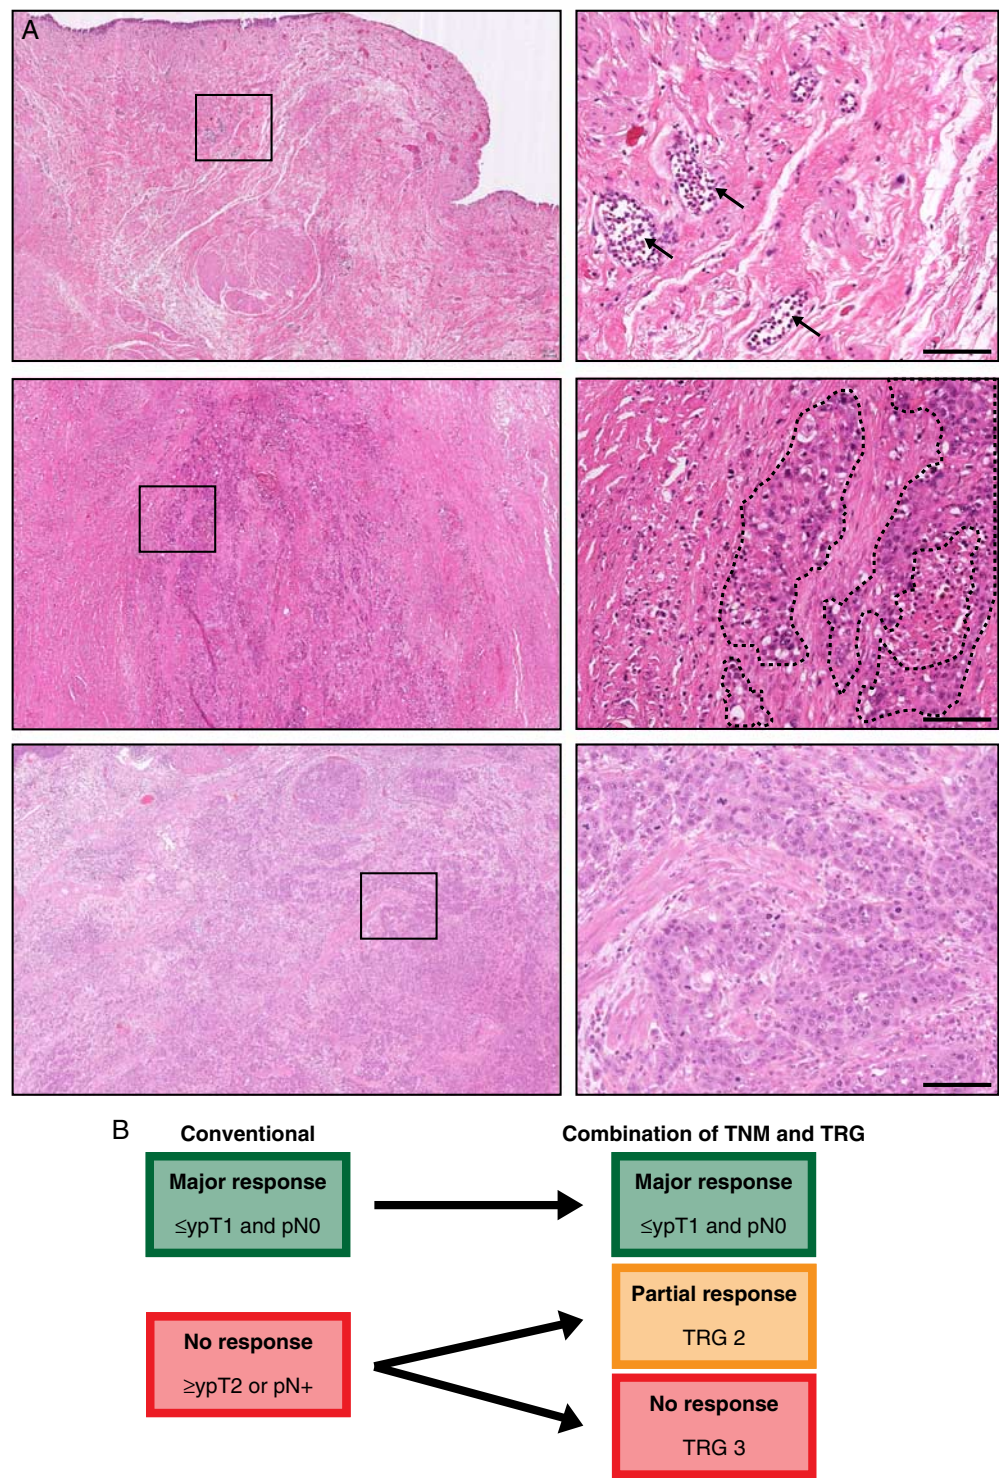 A
B
Conventional
Combination of TNM and TRG
Major response
≤ypT1 and pN0
Major response
≤ypT1 and pN0
Partial response
TRG 2
No response
≥ypT2 or pN+
No response
TRG 3